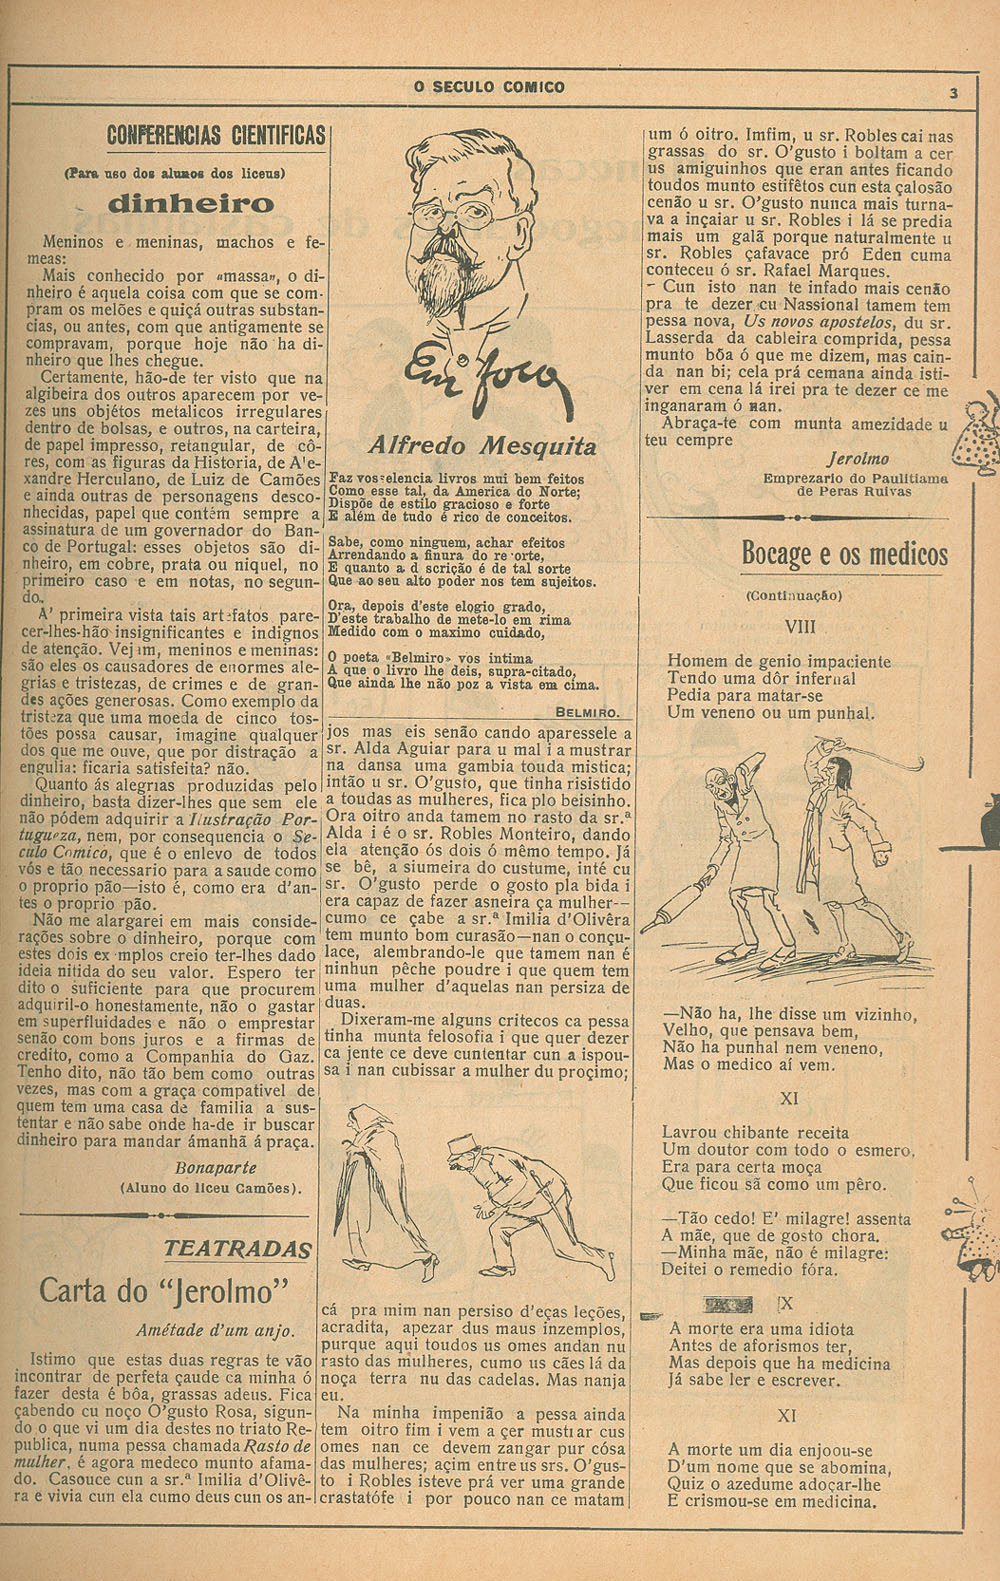 O SECULO COMICO
3
CONFERENCIAS CIENTIFICAS
(Para uso dos alunos dos liceus)
dinheiro
Meninos e meninas, machos e fe-
meas:
Mais conhecido por «massa», o di-
nheiro é aquela coisa com que se com-
pram os melões e quiçá outras substan-
cias, ou antes, com que antigamente se
compravam, porque hoje não ha di-
nheiro que lhes chegue.
Certamente, hão-de ter visto que na
algibeira dos outros aparecem por ve-
zes uns objétos metalicos irregulares
dentro de bolsas, e outros, na carteira,
de papel impresso, retangular, de cô-
res, com as figuras da Historia, de A'e-
xandre Herculano, de Luiz de Camões
e ainda outras de personagens desco-
nhecidas, papel que contém sempre a
assinatura de um governador do Ban-
co de Portugal: esses objetos são di-
nheiro, em cobre, prata ou niquel, no
primeiro caso e em notas, no segun-
do.
A' primeira vista tais artefatos pare-
cer-lhes-hão insignificantes e indignos
de atenção. Vejam, meninos e meninas:
são eles os causadores de enormes ale-
grias e tristezas, de crimes e de gran-
des ações generosas. Como exemplo da
tristeza que uma moeda de cinco tos-
tões possa causar, imagine qualquer
dos que me ouve, que por distração a
engulia: ficaria satisfeita? não.
Quanto ás alegrias produzidas pelo
dinheiro, basta dizer-lhes que sem ele
não pódem adquirir a Ilustração Por-
tugueza, nem, por consequencia o Se-
culo Comico, que é o enlevo de todos
vós e tão necessario para a saude como
o proprio pão—isto é, como era d'an-
tes o proprio pão.
Não me alargarei em mais conside-
rações sobre o dinheiro, porque com
estes dois exemplos creio ter-lhes dado
ideia nitida do seu valor. Espero ter
dito o suficiente para que procurem
adquiril-o honestamente, não o gastar
em superfluidades e não o emprestar
senão com bons juros e a firmas de
credito, como a Companhia do Gaz.
Tenho dito, não tão bem como outras
vezes, mas com a graça compativel de
quem tem uma casa de familia a sus-
tentar e não sabe onde ha-de ir buscar
dinheiro para mandar ámanhã á praça.
Bonaparte
(Aluno do liceu Camões).
TEATRADAS
Carta do "Jerolmo"
Amétade d'um anjo.
Istimo que estas duas regras te vão
incontrar de perfeta çaude ca minha ó
fazer desta é bôa, grassas adeus. Fica
çabendo cu noço O'gusto Rosa, sigun-
do o que vi um dia destes no triato Re-
publica, numa pessa chamada Rasto de
mulher, é agora medeco munto afama-
do. Casouce cun a sr.ª Imilia d'Olivê-
ra e vivia cun ela cumo deus cun os an-
Em foco
Alfredo Mesquita
Faz vosselencia livros mui bem feitos
Como esse tal, da America do Norte;
Dispõe de estilo gracioso e forte
E além de tudo é rico de conceitos.
Sabe, como ninguem, achar efeitos
Arrendando a finura do re orte,
E quanto a d scrição é de tal sorte
Que ao seu alto poder nos tem sujeitos.
Ora, depois d'este elogio grado,
D'este trabalho de mete-lo em rima
Medido com o maximo cuidado,
O poeta «Belmiro» vos intima
A que o livro lhe deis, supra-citado,
Que ainda lhe não poz a vista em cima.
BELMIRO.
jos mas eis senão cando aparessele a
sr. Alda Aguiar para u mal i a mustrar
na dansa uma gambia touda mistica;
intão u sr. O'gusto, que tinha risistido
a toudas as mulheres, fica plo beisinho.
Ora oitro anda tamem no rasto da sr.ª
Alda i é o sr. Robles Monteiro, dando
ela atenção ós dois ó mêmo tempo. Já
se bê, a siumeira do custume, inté cu
sr. O'gusto perde o gosto pla bida i
era capaz de fazer asneira ça mulher--
cumo ce çabe a sr.ª Imilia d'Olivêra
tem munto bom curasão—nan o conçu-
lace, alembrando-le que tamem nan é
ninhun pêche poudre i que quem tem
uma mulher d'aquelas nan persiza de
duas.
Dixeram-me alguns critecos ca pessa
tinha munta felosofia i que quer dezer
ca jente ce deve cuntentar cun a ispou-
sa i nan cubissar a mulher du proçimo;
cá pra mim nan persiso d'eças leções,
acradita, apezar dus maus inzemplos,
purque aqui toudos us omes andan nu
rasto das mulheres, cumo us cães lá da
noça terra nu das cadelas. Mas nanja
eu.
Na minha impenião a pessa ainda
tem oitro fim i vem a çer mustrar cus
omes nan ce devem zangar pur cósa
das mulheres; açim entre us srs. O'gus-
to i Robles isteve prá ver uma grande
crastatófe i por pouco nan ce matam
um ó oitro. Imfim, u sr. Robles cai nas
grassas do sr. O'gusto i boltam a cer
us amiguinhos que eran antes ficando
toudos munto estifêtos cun esta çalosão
cenão u sr. O'gusto nunca mais turna-
va a inçaiar u sr. Robles i lá se predia
mais um galã porque naturalmente u
sr. Robles çafavace pró Eden cuma
conteceu ó sr. Rafael Marques.
- Cun isto nan te infado mais cenão
pra te dezer cu Nassional tamem tem
pessa nova, Us novos apostelos, du sr.
Lasserda da cableira comprida, pessa
munto bôa ó que me dizem, mas cain-
da nan bi; cela prá cemana ainda isti-
ver em cena lá irei pra te dezer ce me
inganaram ó nan.
Abraça-te com munta amezidade u
teu cempre
Jerolmo
Emprezario do Paulitiama
de Peras Ruivas
Bocage e os medicos
(Continuação)
VIII
Homem de genio impaciente
Tendo uma dôr infernal
Pedia para matar-se
Um veneno ou um punhal.
—Não ha, lhe disse um vizinho,
Velho, que pensava bem,
Não ha punhal nem veneno,
Mas o medico aí vem.
XI
Lavrou chibante receita
Um doutor com todo o esmero,
Era para certa moça
Que ficou sã como um pêro.
—Tão cedo! E' milagre! assenta
A mãe, que de gosto chora.
—Minha mãe, não é milagre:
Deitei o remedio fóra.
X
A morte era uma idiota
Antes de aforismos ter,
Mas depois que ha medicina
Já sabe ler e escrever.
XI
A morte um dia enjoou-se
D'um nome que se abomina,
Quiz o azedume adoçar-lhe
E crismou-se em medicina.